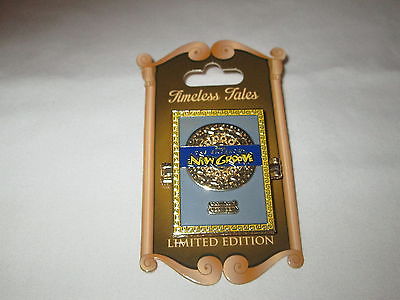 Timeless Tales
NEW GROOVE
LIMITED EDITION